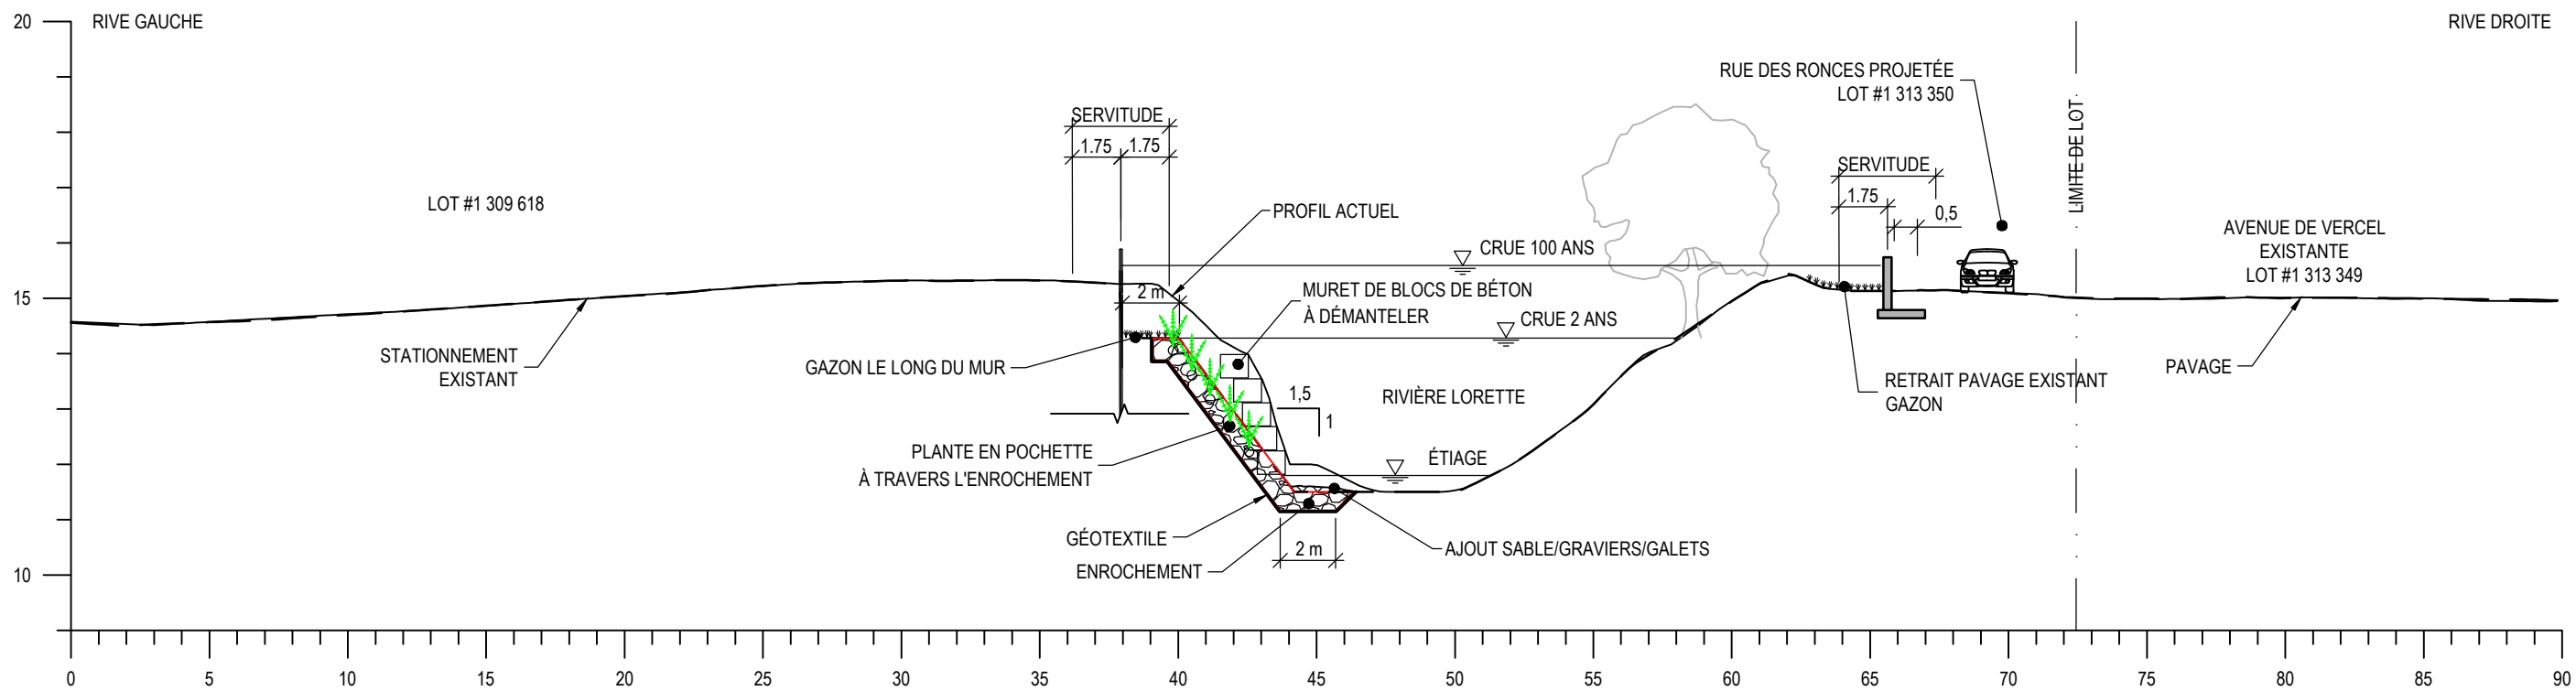 20
RIVE GAUCHE
RIVE DROITE
RUE DES RONCES PROJETÉE
LOT #1 313 350
LIMITE DE LOT
SERVITUDE
1.75
1.75
SERVITUDE
1.75
0,5
LOT #1 309 618
PROFIL ACTUEL
CRUE 100 ANS
AVENUE DE VERCEL
EXISTANTE
LOT #1 313 349
15
2 m
MURET DE BLOCS DE BÉTON
À DÉMANTELER
CRUE 2 ANS
STATIONNEMENT
EXISTANT
GAZON LE LONG DU MUR
1,5
1
RIVIÈRE LORETTE
RETRAIT PAVAGE EXISTANT
GAZON
PAVAGE
PLANTE EN POCHETTE
À TRAVERS L'ENROCHEMENT
ÉTIAGE
GÉOTEXTILE
ENROCHEMENT
2 m
AJOUT SABLE/GRAVIERS/GALETS
10
0 5 10 15 20 25 30 35 40 45 50 55 60 65 70 75 80 85 90